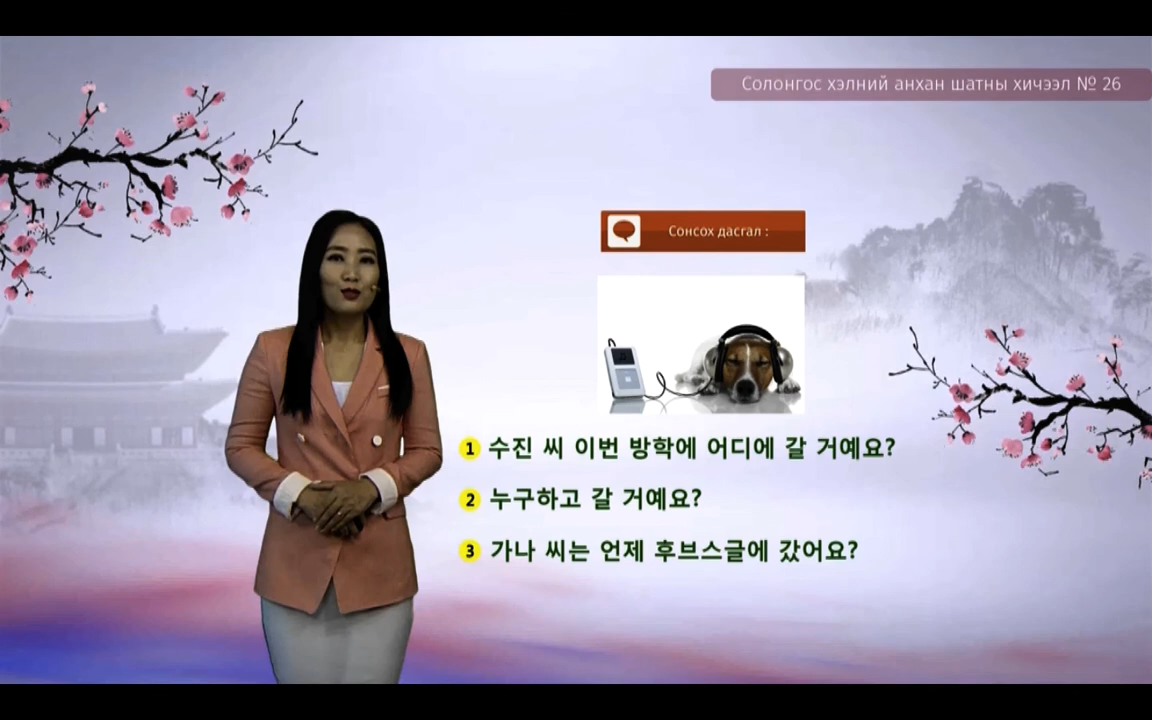 Солонгос хэлний анхан шатны хичээл № 26
Сонсох дасгал :
1 수진 씨 이번 방학에 어디에 갈 거예요?
2 누구하고 갈 거예요?
3 가나 씨는 언제 후브스글에 갔어요?